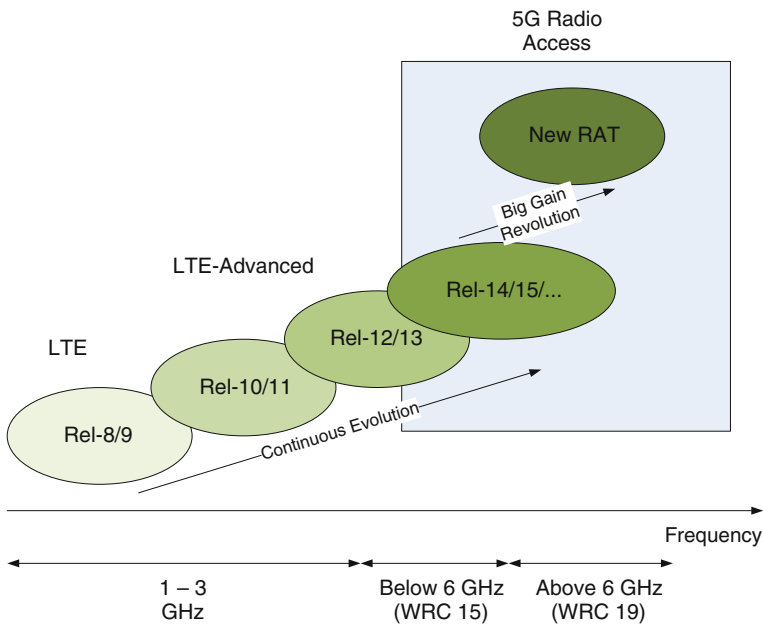 5G Radio
Access
New RAT
Big Gain
Revolution
LTE-Advanced
Rel-14/15/...
Rel-12/13
LTE
Rel-10/11
Continuous Evolution
Rel-8/9
Frequency
1 – 3
GHz
Below 6 GHz
(WRC 15)
Above 6 GHz
(WRC 19)